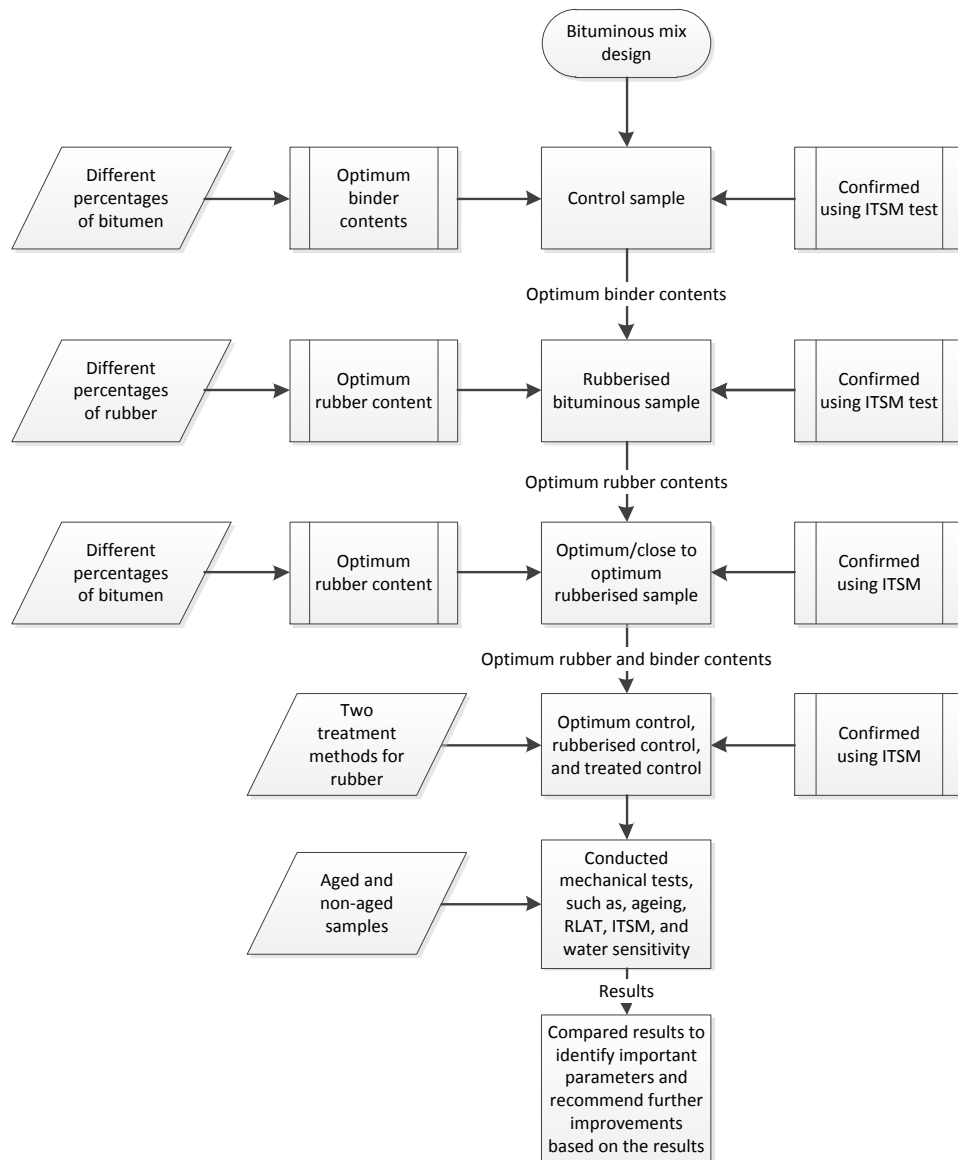 Bituminous mix
design
Different
percentages
of bitumen
Optimum
binder
contents
Control sample
Confirmed
using ITSM test
Optimum binder contents
Different
percentages
of rubber
Optimum
rubber content
Rubberised
bituminous sample
Confirmed
using ITSM test
Optimum rubber contents
Different
percentages
of bitumen
Optimum
rubber content
Optimum/close to
optimum
rubberised sample
Confirmed
using ITSM
Optimum rubber and binder contents
Two
treatment
methods for
rubber
Optimum control,
rubberised control,
and treated control
Confirmed
using ITSM
Aged and
non-aged
samples
Conducted
mechanical tests,
such as, ageing,
RLAT, ITSM, and
water sensitivity
Results
Compared results to
identify important
parameters and
recommend further
improvements
based on the results